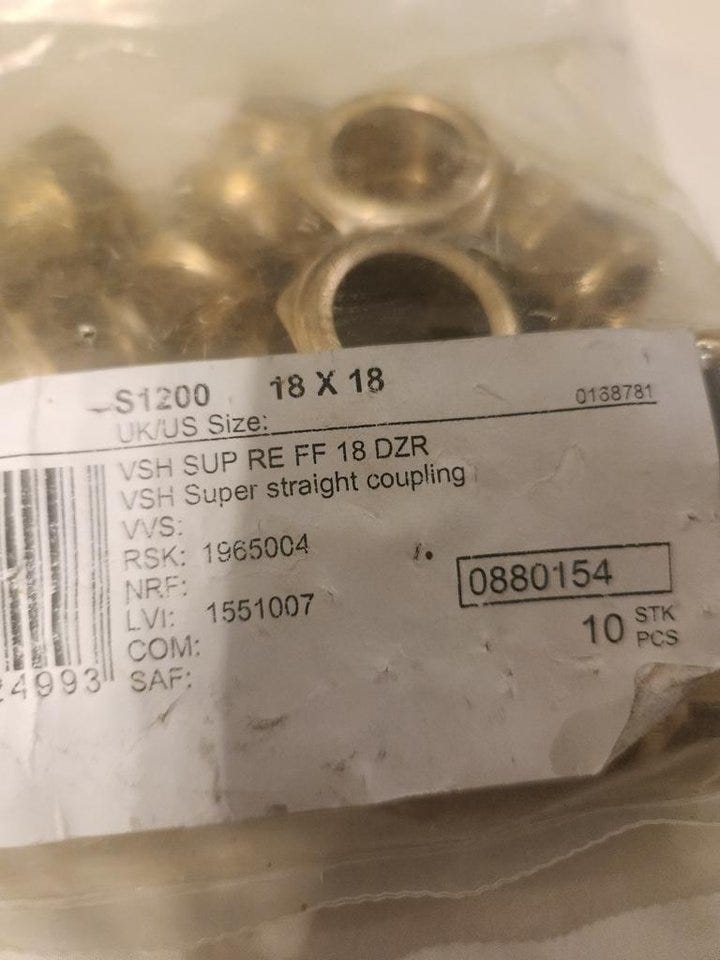 S1200 18 X 18 0138781
UK/US Size:
VSH SUP RE FF 18 DZR
VSH Super straight coupling
VVS:
RSK: 1965004
NRF:
LVI: 1551007
COM:
SAF:
0880154
10 STK
PCS
24993